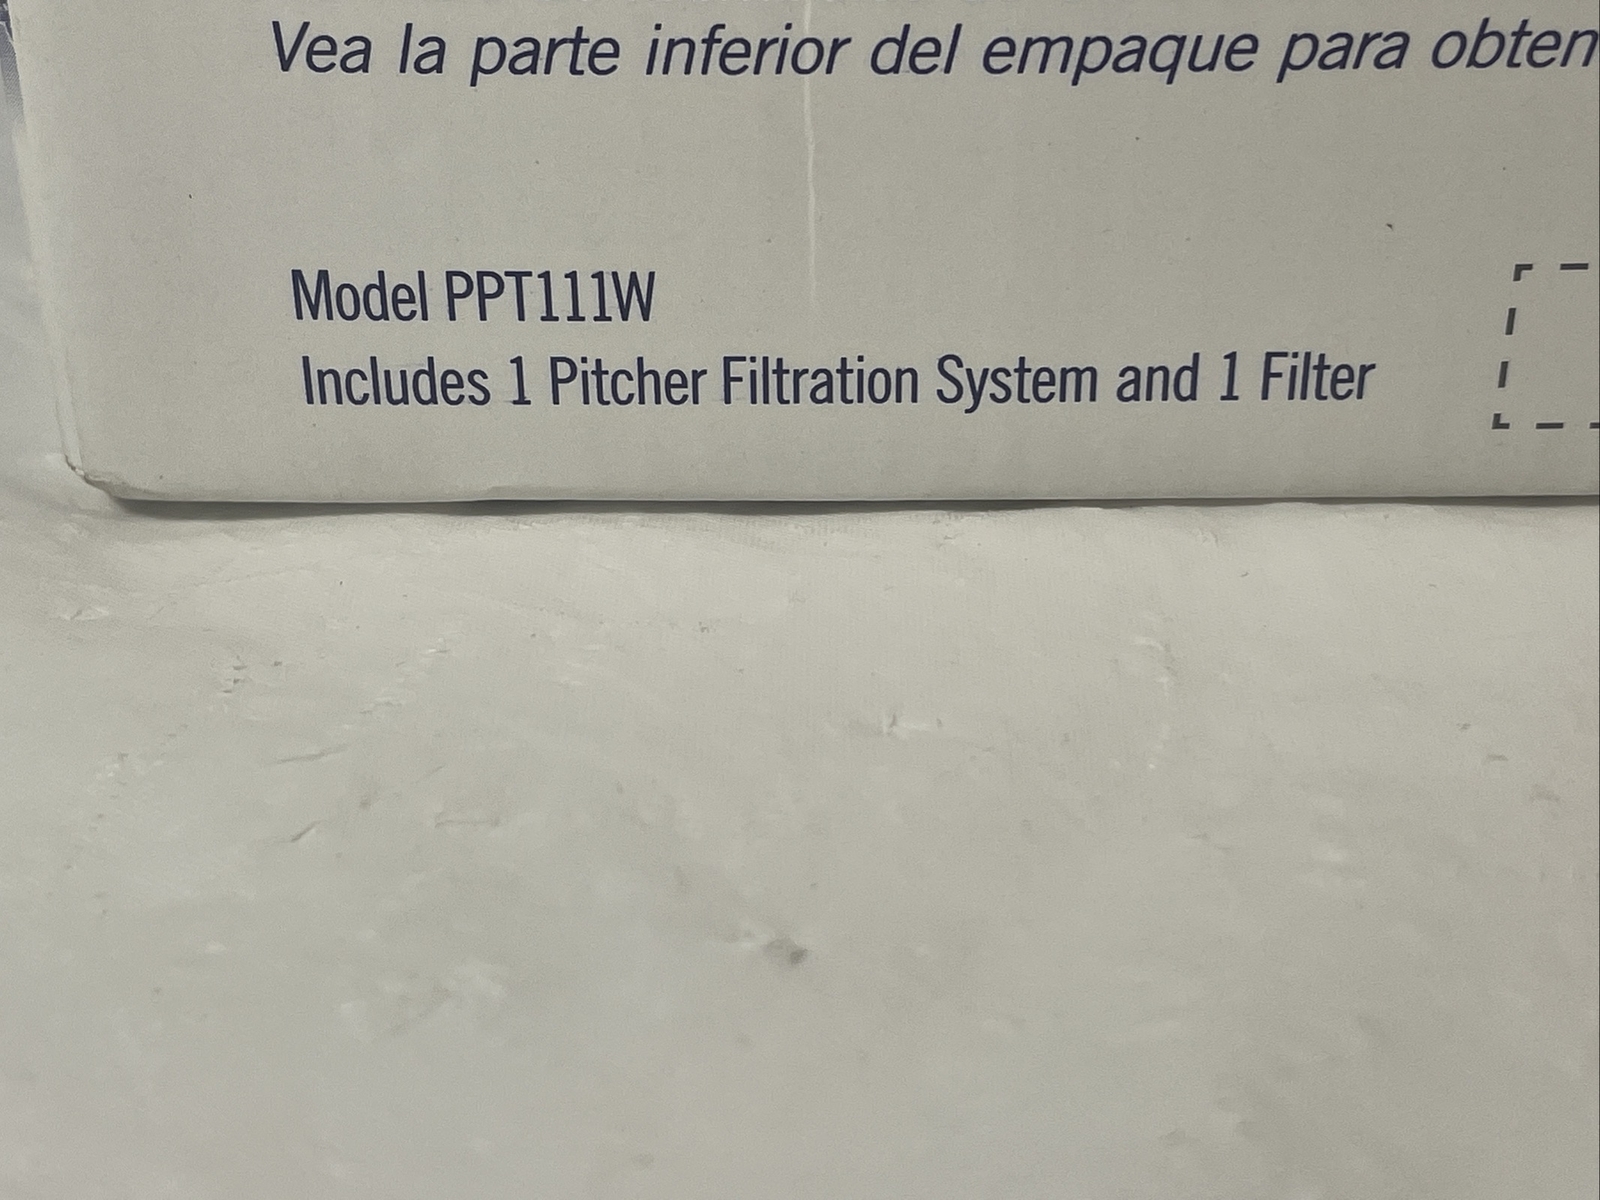 Vea la parte inferior del empaque para obten
Model PPT111W
Includes 1 Pitcher Filtration System and 1 Filter